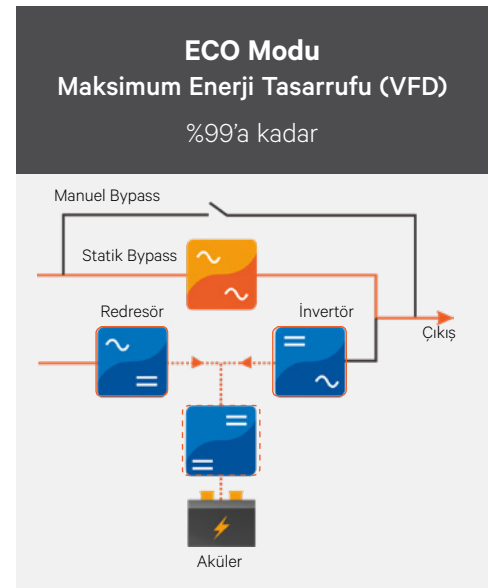 ECO Modu
Maksimum Enerji Tasarrufu (VFD)
%99’a kadar
Manuel Bypass
Statik Bypass
Redresör
İnvertör
Çıkış
Aküler